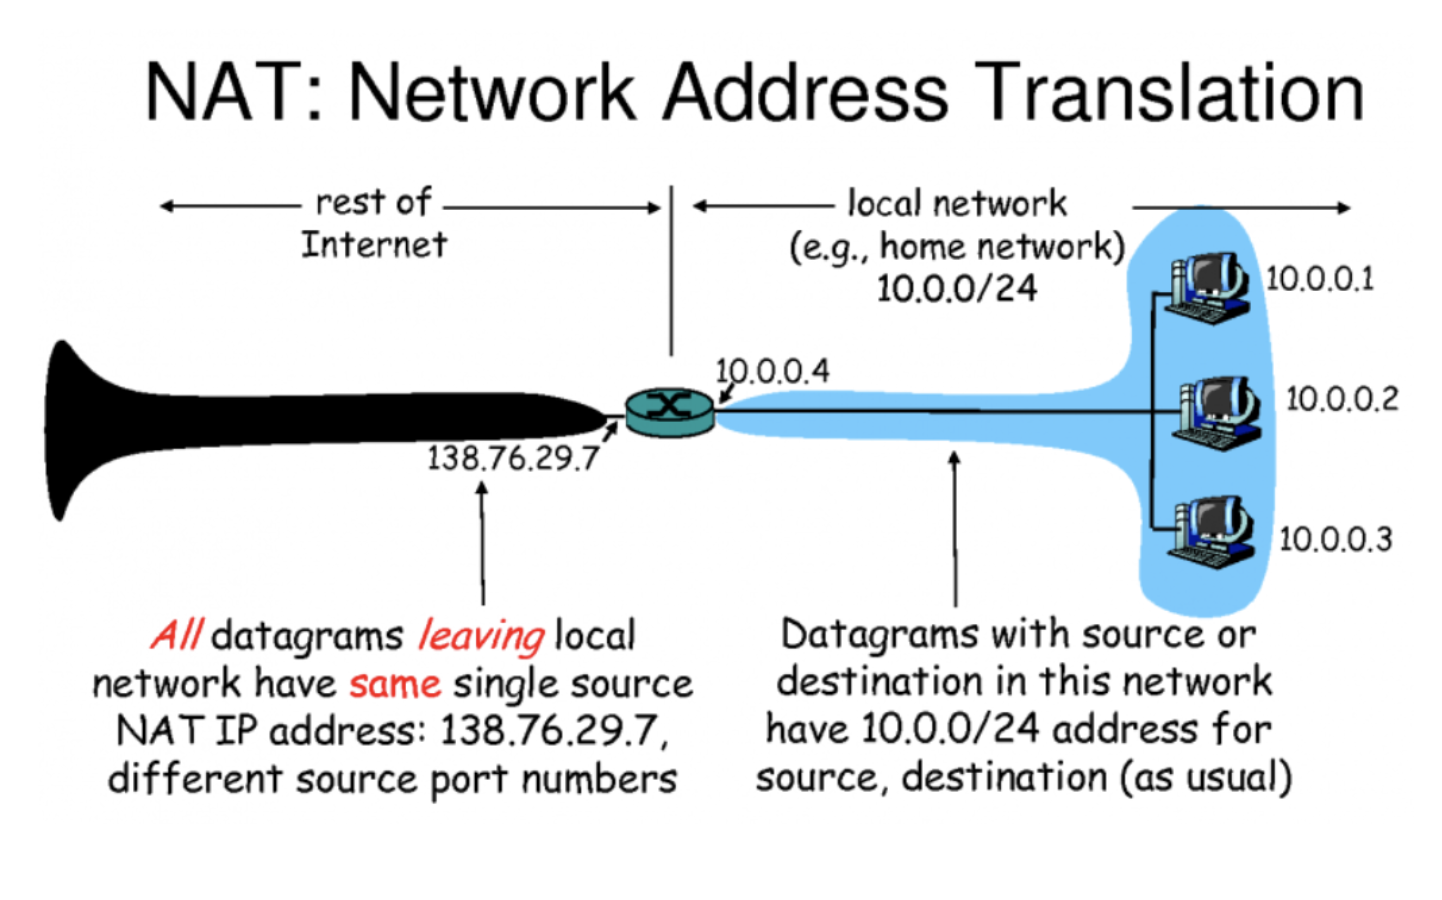 NAT: Network Address Translation
rest of
Internet
local network
(e.g., home network)
10.0.0/24
10.0.0.1
10.0.0.4
10.0.0.2
138.76.29.7
10.0.0.3
All datagrams leaving local
network have same single source
NAT IP address: 138.76.29.7,
different source port numbers
Datagrams with source or
destination in this network
have 10.0.0/24 address for
source, destination (as usual)